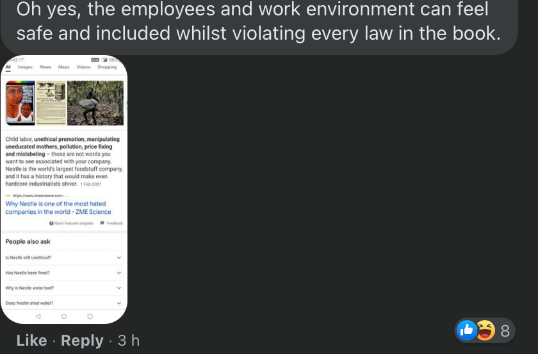 Oh yes, the employees and work environment can feel
safe and included whilst violating every law in the book.
All Images News Maps Videos Shopping
Child labor, unethical promotion, manipulating
uneducated mothers, pollution, price fixing
and mislabeling – those are not words you
want to see associated with your company.
Nestle is the world's largest foodstuff company,
and it has a history that would make even
hardcore industrialists shiver. 1 Feb 2021
Why Nestle is one of the most hated
companies in the world - ZME Science
About featured snippets Feedback
People also ask
Is Nestle still unethical?
Has Nestle been fined?
Why is Nestle water bad?
Does Nestle steal water?
Like · Reply · 3 h
8